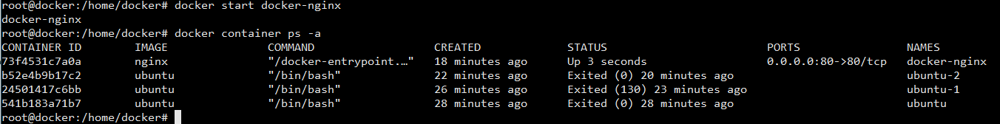 root@docker:/home/docker# docker start docker-nginx
docker-nginx
root@docker:/home/docker# docker container ps -a
CONTAINER ID IMAGE COMMAND CREATED STATUS PORTS NAMES
73f4531c7a0a nginx "/docker-entrypoint.…" 18 minutes ago Up 3 seconds 0.0.0.0:80->80/tcp docker-nginx
b52e4b9b17c2 ubuntu "/bin/bash" 22 minutes ago Exited (0) 20 minutes ago ubuntu-2
24501417c6bb ubuntu "/bin/bash" 26 minutes ago Exited (130) 23 minutes ago ubuntu-1
541b183a71b7 ubuntu "/bin/bash" 28 minutes ago Exited (0) 28 minutes ago ubuntu
root@docker:/home/docker#